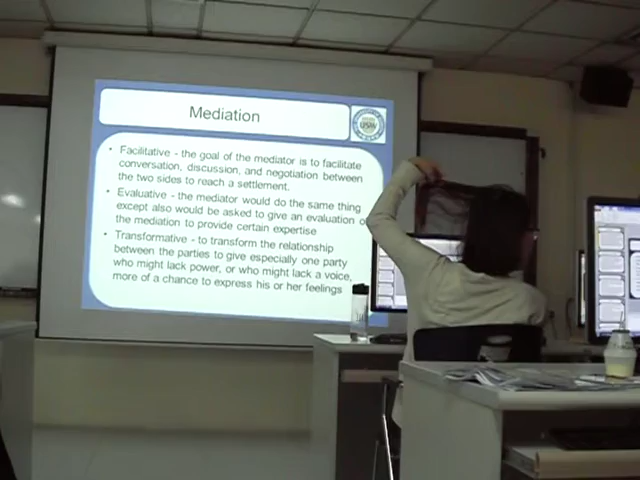 Mediation
• Facilitative - the goal of the mediator is to facilitate
conversation, discussion, and negotiation between
the two sides to reach a settlement.
• Evaluative - the mediator would do the same thing
except also would be asked to give an evaluation
the mediation to provide certain expertise
• Transformative - to transform the relationship
between the parties to give especially one party
who might lack power, or who might lack a voice,
more of a chance to express his or her feelings